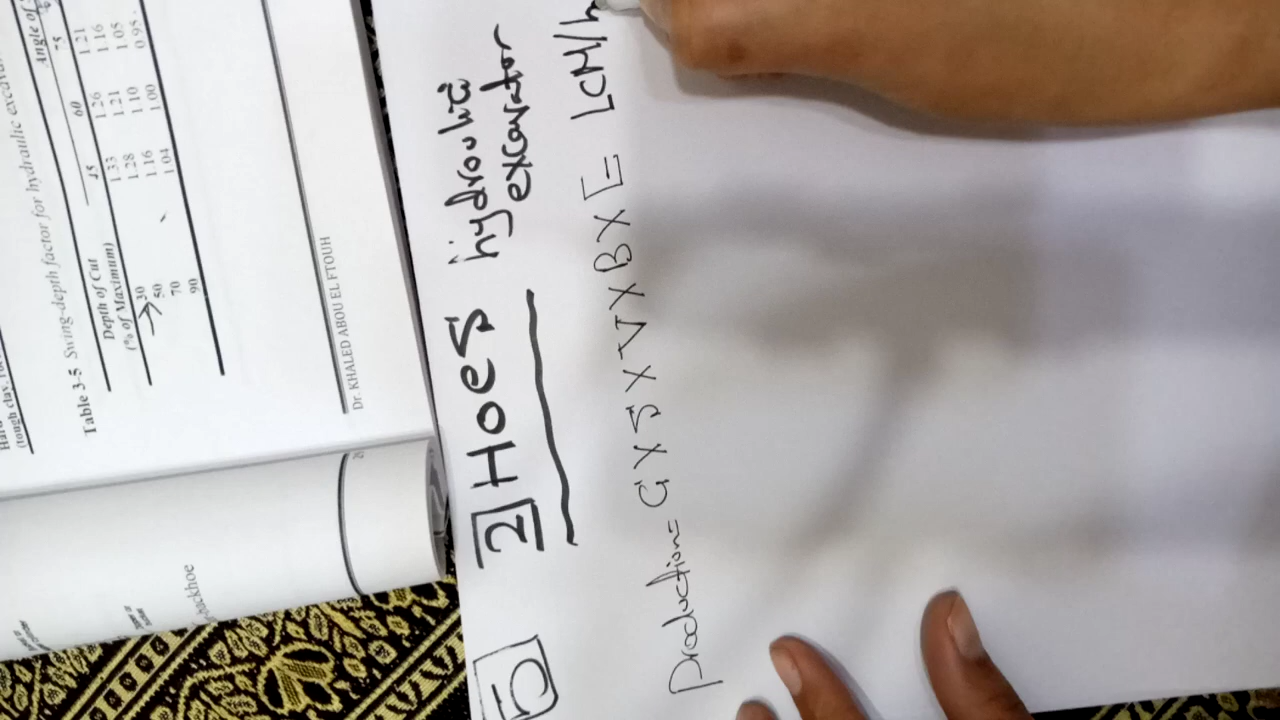 (tough clay,
Table 3-5 Swing-depth factor for hydraulic
Angle of
Depth of Cut
(% of Maximum)
45 60 75
30 1.33 1.26 1.21
50 1.28 1.21 1.16
70 1.16 1.10 1.05
90 1.04 1.00 0.95
Dr. KHALED ABOU EL FTOUH
backhoe
5
2 HOES hydroulic
excavator
Production= C x S x V x B x E = LCM/h